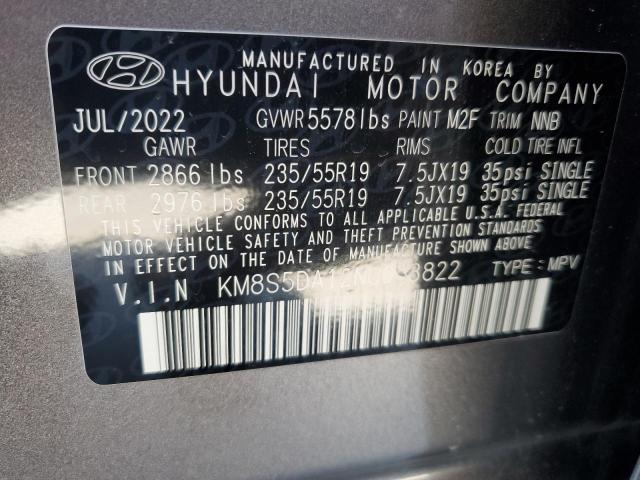 MANUFACTURED IN KOREA BY
HYUNDAI MOTOR COMPANY
JUL/2022 GVWR 5578lbs PAINT M2F TRIM NNB
GAWR TIRES RIMS COLD TIRE INFL
FRONT 2866 lbs 235/55R19 7.5JX19 35psi SINGLE
REAR 2976 lbs 235/55R19 7.5JX19 35psi SINGLE
THIS VEHICLE CONFORMS TO ALL APPLICABLE U.S.A. FEDERAL
MOTOR VEHICLE SAFETY AND THEFT PREVENTION STANDARDS
IN EFFECT ON THE DATE OF MANUFACTURE SHOWN ABOVE.
V.I.N TYPE: MPV